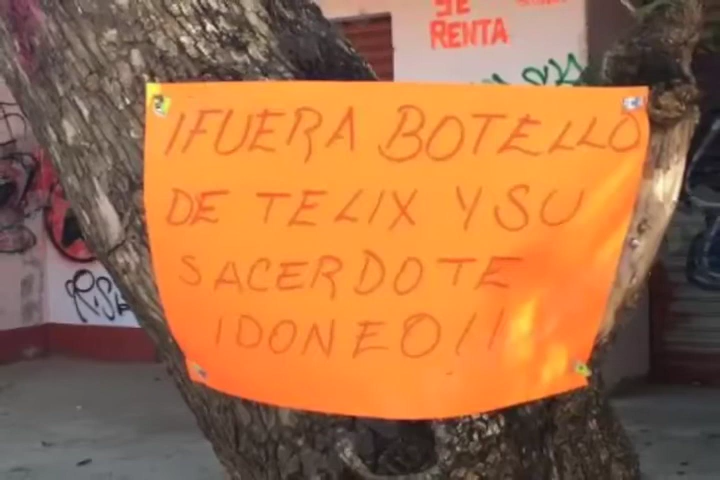 SE
RENTA
¡FUERA BOTELLO
DE TELIX Y SU
SACERDOTE
IDONEO!!